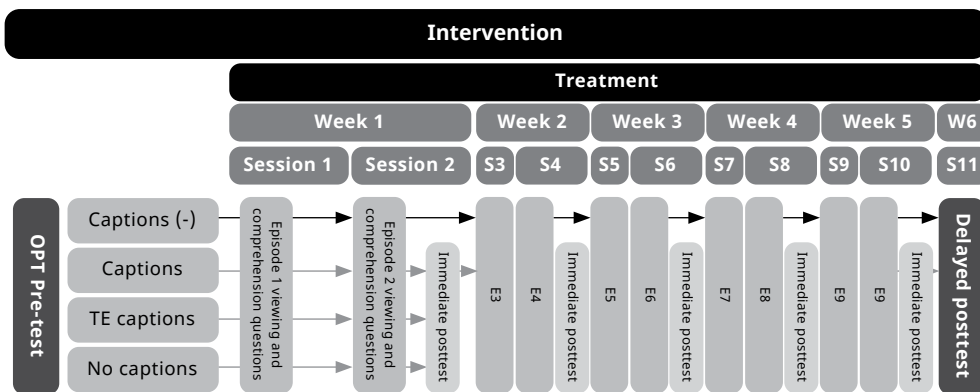 Intervention
Treatment
Week 1
Week 2
Week 3
Week 4
Week 5
W6
Session 1
Session 2
S3
S4
S5
S6
S7
S8
S9
S10
S11
OPT Pre-test
Captions (-)
Captions
TE captions
No captions
Episode 1 viewing and
comprehension questions
Episode 2 viewing and
comprehension questions
Immediate posttest
E3
E4
Immediate posttest
E5
E6
Immediate posttest
E7
E8
Immediate posttest
E9
E9
Immediate posttest
Delayed posttest